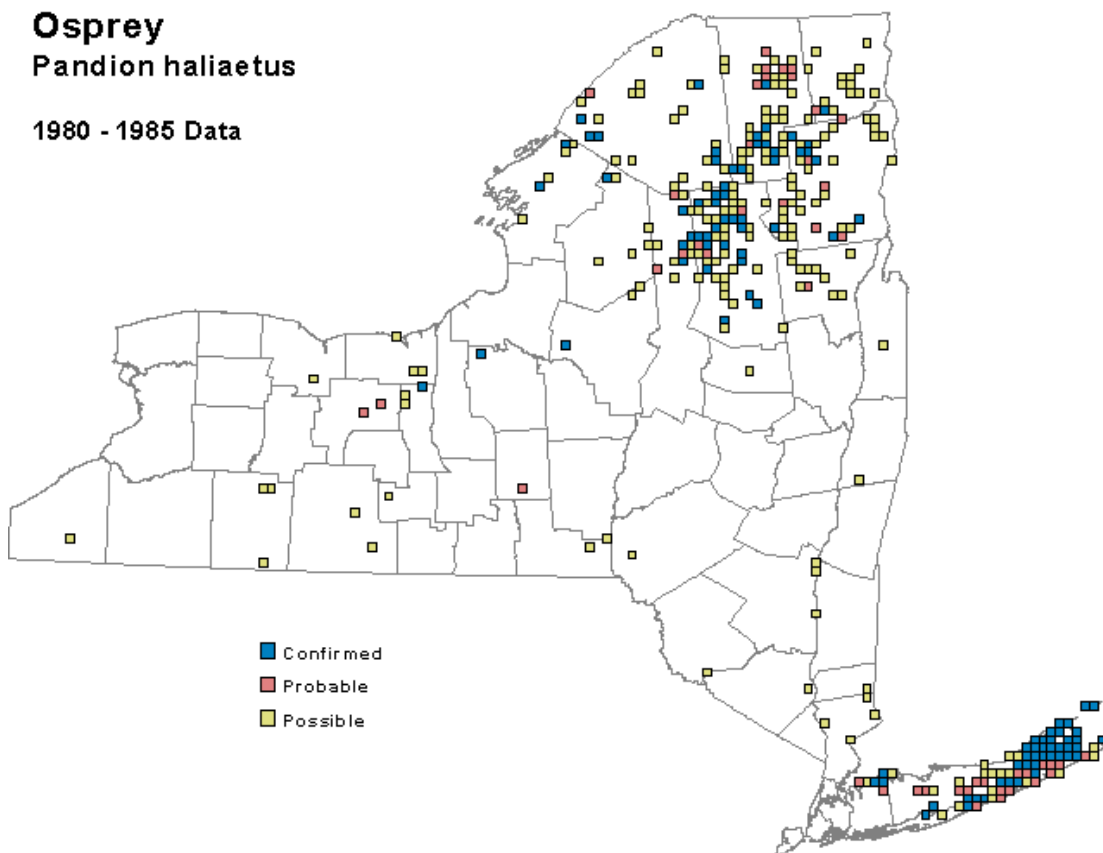 Osprey
Pandion haliaetus
1980 - 1985 Data
Confirmed
Probable
Possible